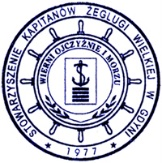 STOWARZYSZENIE KAPITANÓW ŻEGLUGI WIELKIEJ W GDYNI
WIERNI OJCZYŹNIE I MORZU
1977